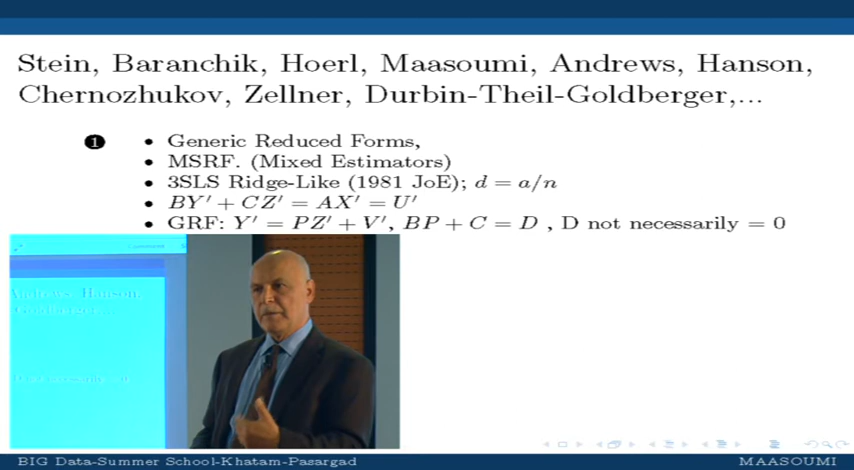 Stein, Baranchik, Hoerl, Maasoumi, Andrews, Hanson,
Chernozhukov, Zellner, Durbin-Theil-Goldberger,...
1 • Generic Reduced Forms,
• MSRF. (Mixed Estimators)
• 3SLS Ridge-Like (1981 JoE); d = a/n
• BY′ + CZ′ = AX′ = U′
• GRF: Y′ = PZ′ + V′, BP + C = D , D not necessarily = 0
Andrews, Hanson,
Goldberger,...
BIG Data-Summer School-Khatam-Pasargad
MAASOUMI